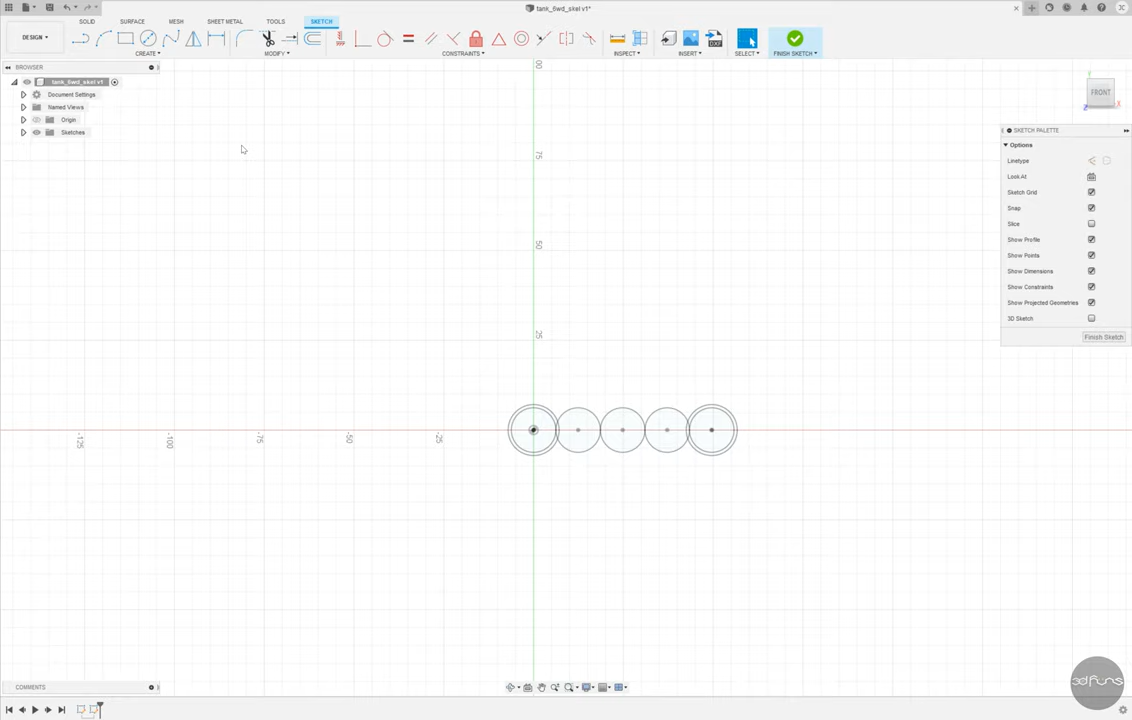 tank_6wd_skel v1*
SOLID SURFACE MESH SHEET METAL TOOLS SKETCH
DESIGN
CREATE MODIFY CONSTRAINTS INSPECT INSERT SELECT FINISH SKETCH
BROWSER
tank_6wd_skel v1
Document Settings
Named Views
Origin
Sketches
FRONT
SKETCH PALETTE
Options
Linetype
Look At
Sketch Grid
Snap
Slice
Show Profile
Show Points
Show Dimensions
Show Constraints
Show Projected Geometries
3D Sketch
Finish Sketch
75
50
25
-125
-100
-75
-50
-25
COMMENTS
3dfuns